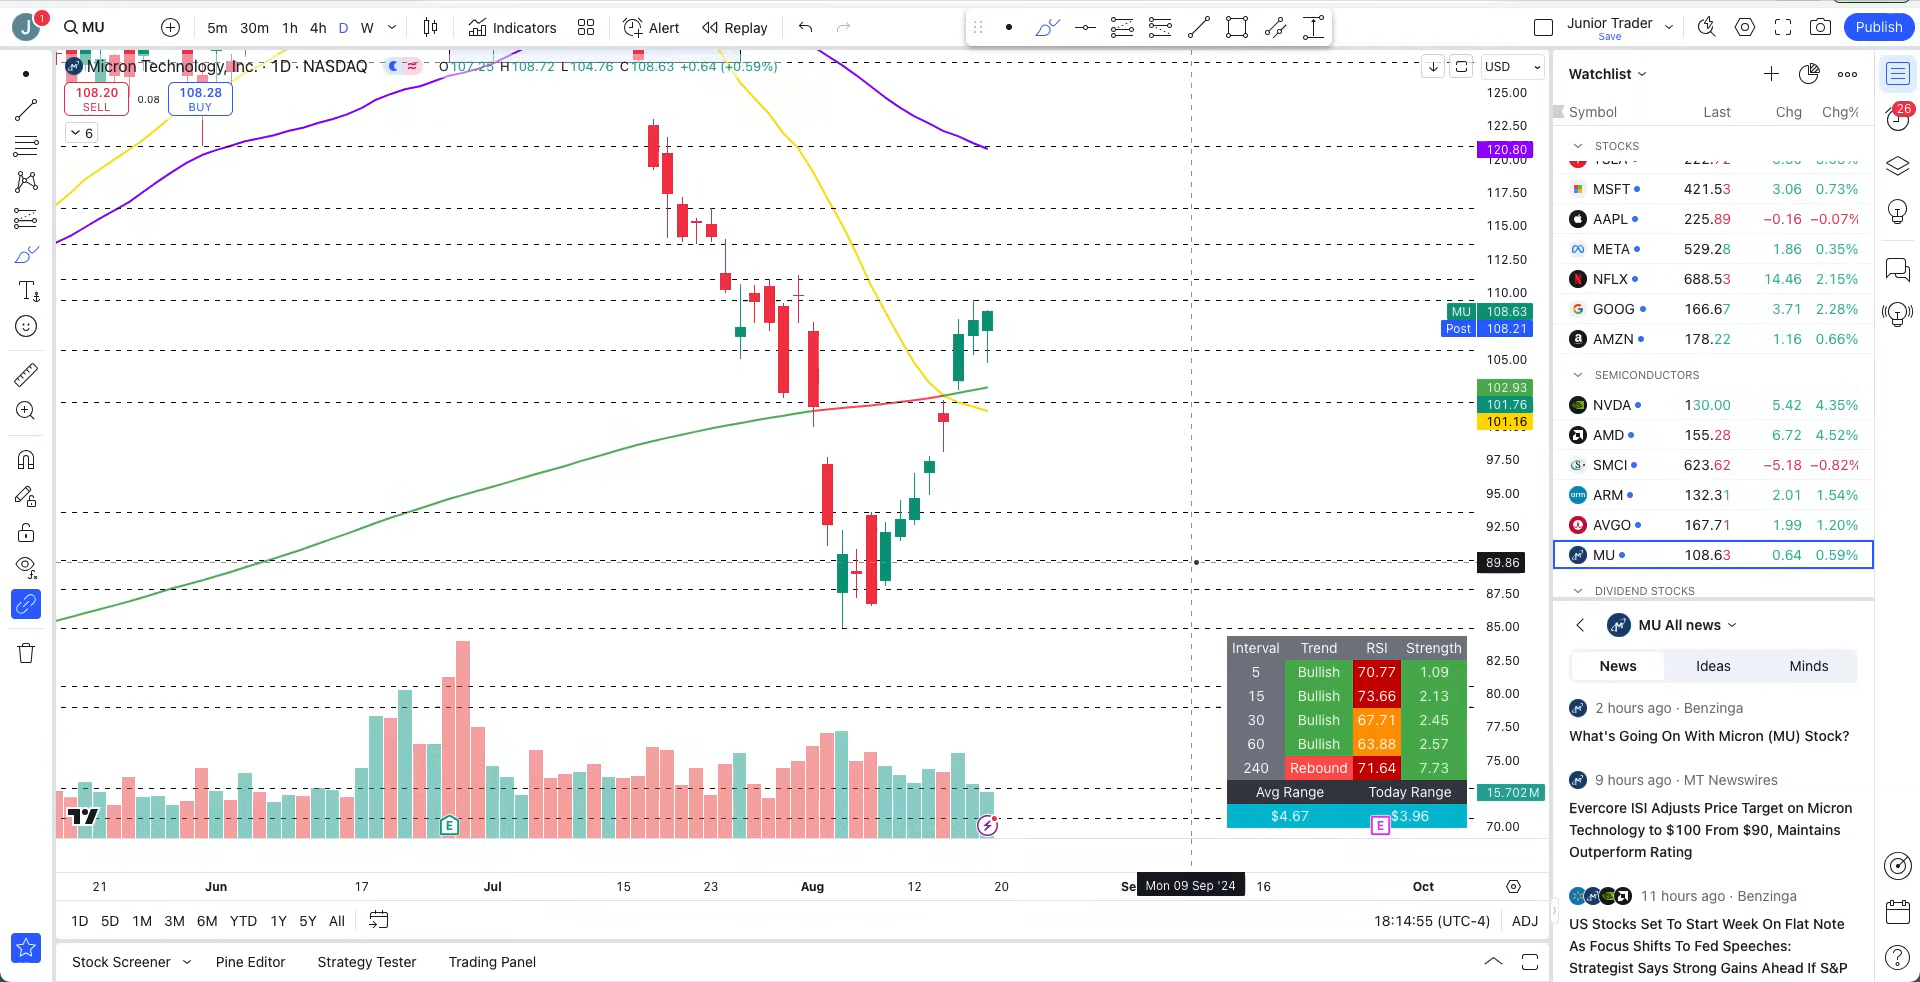 J
1
MU
5m
30m
1h
4h
D
W
Indicators
Alert
Replay
Junior Trader
Save
Publish
Micron Technology, Inc. · 1D · NASDAQ
O107.25 H108.72 L104.76 C108.63 +0.64 (+0.59%)
USD
108.20
SELL
0.08
108.28
BUY
6
125.00
122.50
120.80
120.00
117.50
115.00
112.50
110.00
MU 108.63
Post 108.21
105.00
102.93
101.76
101.16
97.50
95.00
92.50
89.86
87.50
85.00
82.50
80.00
77.50
75.00
15.702M
70.00
Interval Trend RSI Strength
5 Bullish 70.77 1.09
15 Bullish 73.66 2.13
30 Bullish 67.71 2.45
60 Bullish 63.88 2.57
240 Rebound 71.64 7.73
Avg Range Today Range
$4.67 $3.96
E
E
21
Jun
17
Jul
15
23
Aug
12
20
Se
Mon 09 Sep '24
16
Oct
1D
5D
1M
3M
6M
YTD
1Y
5Y
All
18:14:55 (UTC-4)
ADJ
Stock Screener
Pine Editor
Strategy Tester
Trading Panel
Watchlist
Symbol Last Chg Chg%
STOCKS
MSFT 421.53 3.06 0.73%
AAPL 225.89 −0.16 −0.07%
META 529.28 1.86 0.35%
NFLX 688.53 14.46 2.15%
GOOG 166.67 3.71 2.28%
AMZN 178.22 1.16 0.66%
SEMICONDUCTORS
NVDA 130.00 5.42 4.35%
AMD 155.28 6.72 4.52%
SMCI 623.62 −5.18 −0.82%
ARM 132.31 2.01 1.54%
AVGO 167.71 1.99 1.20%
MU 108.63 0.64 0.59%
DIVIDEND STOCKS
MU All news
News
Ideas
Minds
2 hours ago · Benzinga
What's Going On With Micron (MU) Stock?
9 hours ago · MT Newswires
Evercore ISI Adjusts Price Target on Micron
Technology to $100 From $90, Maintains
Outperform Rating
11 hours ago · Benzinga
US Stocks Set To Start Week On Flat Note
As Focus Shifts To Fed Speeches:
Strategist Says Strong Gains Ahead If S&P
26